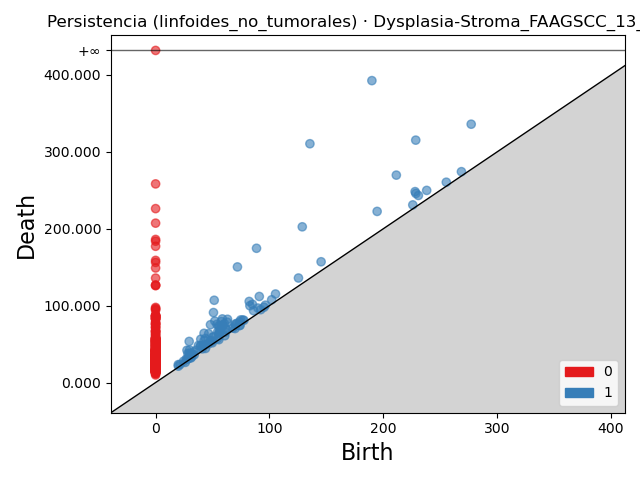 Persistencia (linfoides_no_tumorales) · Dysplasia-Stroma_FAAGSCC_13_
+∞
400.000
300.000
200.000
100.000
0.000
Death
0
1
0 100 200 300 400
Birth